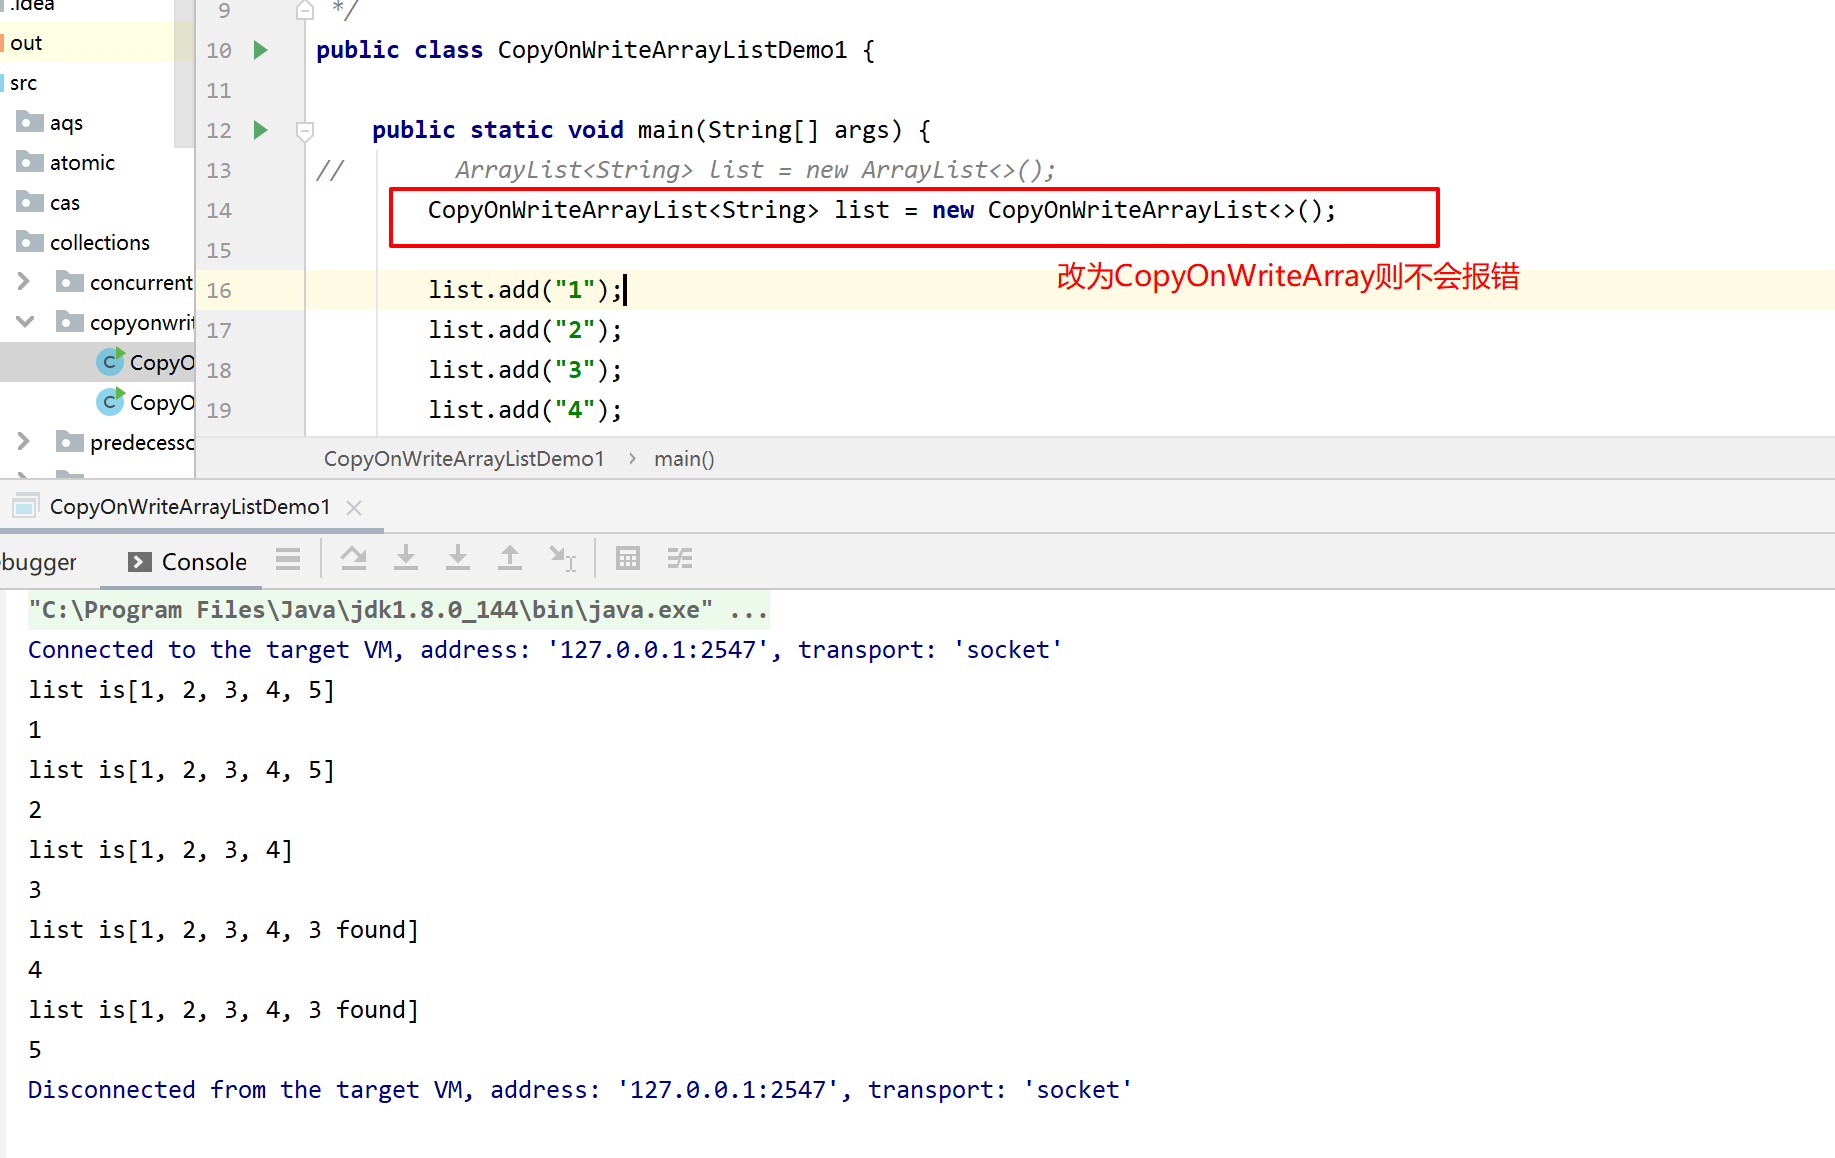 .idea
out
src
aqs
atomic
cas
collections
concurrent
copyonwrit
CopyO
CopyO
predecesso
9 */
10 public class CopyOnWriteArrayListDemo1 {
11
12 public static void main(String[] args) {
13 // ArrayList<String> list = new ArrayList<>();
14 CopyOnWriteArrayList<String> list = new CopyOnWriteArrayList<>();
15
改为CopyOnWriteArray则不会报错
16 list.add("1");
17 list.add("2");
18 list.add("3");
19 list.add("4");
CopyOnWriteArrayListDemo1 › main()
CopyOnWriteArrayListDemo1
bugger Console
"C:\Program Files\Java\jdk1.8.0_144\bin\java.exe" ...
Connected to the target VM, address: '127.0.0.1:2547', transport: 'socket'
list is[1, 2, 3, 4, 5]
1
list is[1, 2, 3, 4, 5]
2
list is[1, 2, 3, 4]
3
list is[1, 2, 3, 4, 3 found]
4
list is[1, 2, 3, 4, 3 found]
5
Disconnected from the target VM, address: '127.0.0.1:2547', transport: 'socket'